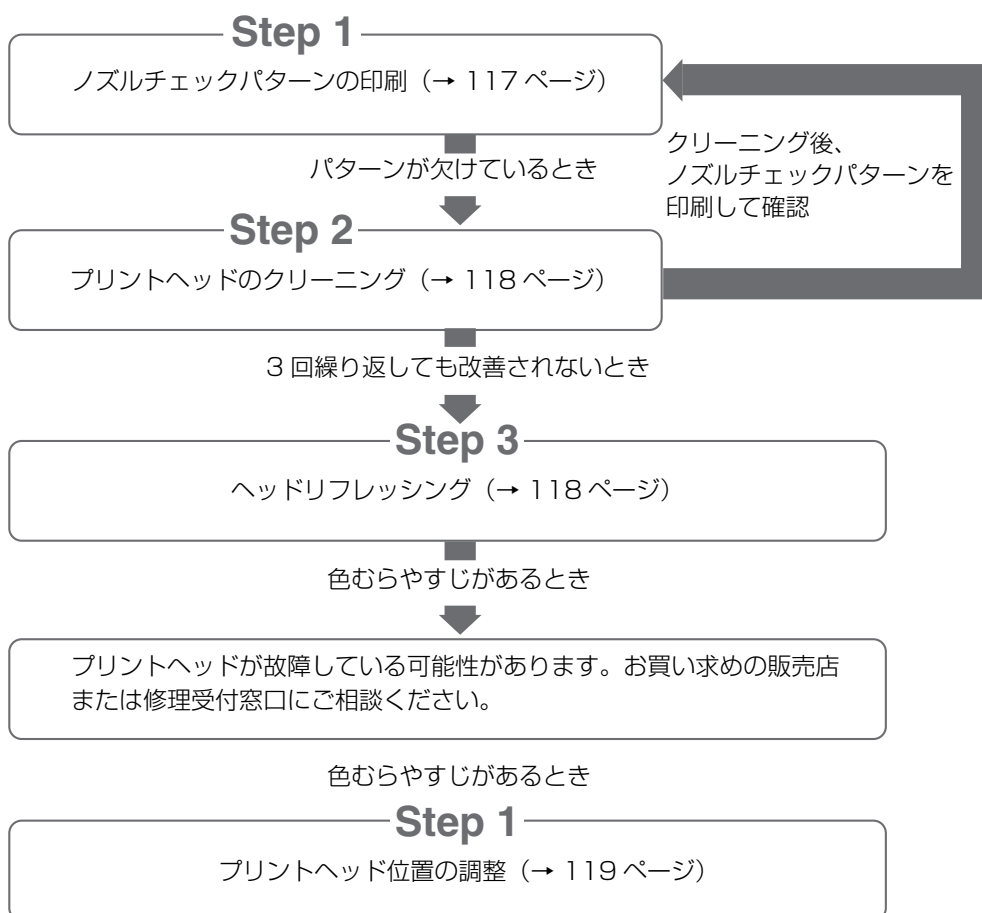 Step 1
ノズルチェックパターンの印刷（→ 117 ページ）
パターンが欠けているとき
クリーニング後、
ノズルチェックパターンを
印刷して確認
Step 2
プリントヘッドのクリーニング（→ 118 ページ）
3 回繰り返しても改善されないとき
Step 3
ヘッドリフレッシング（→ 118 ページ）
色むらやすじがあるとき
プリントヘッドが故障している可能性があります。お買い求めの販売店
または修理受付窓口にご相談ください。
色むらやすじがあるとき
Step 1
プリントヘッド位置の調整（→ 119 ページ）